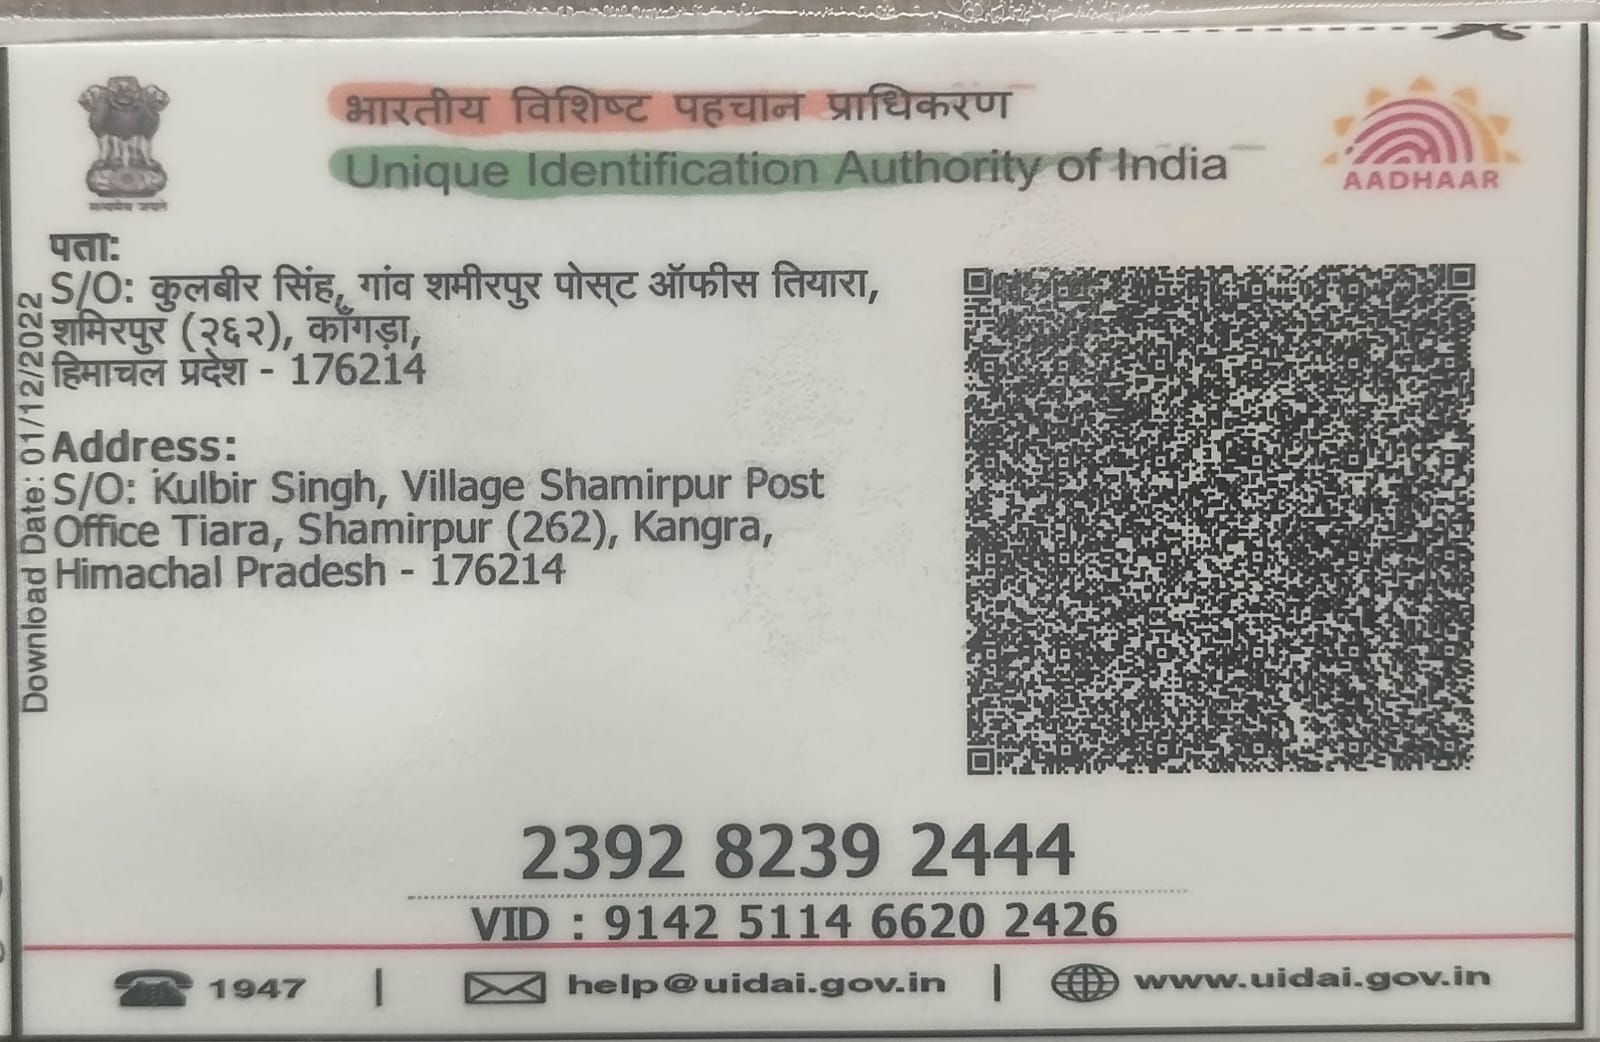 भारतीय विशिष्ट पहचान प्राधिकरण
Unique Identification Authority of India
AADHAAR
सत्यमेव जयते
पता:
S/O: कुलबीर सिंह, गांव शमीरपुर पोस्ट ऑफीस तियारा,
शमिरपुर (२६२), काँगड़ा,
हिमाचल प्रदेश - 176214
Address:
S/O: Kulbir Singh, Village Shamirpur Post
Office Tiara, Shamirpur (262), Kangra,
Himachal Pradesh - 176214
Download Date: 01/12/2022
2392 8239 2444
VID : 9142 5114 6620 2426
1947 | help@uidai.gov.in | www.uidai.gov.in